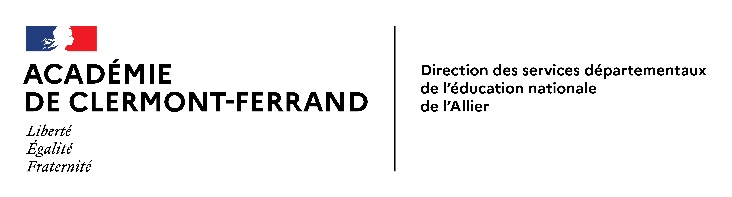 ACADÉMIE
DE CLERMONT-FERRAND
Liberté
Égalité
Fraternité
Direction des services départementaux
de l'éducation nationale
de l'Allier